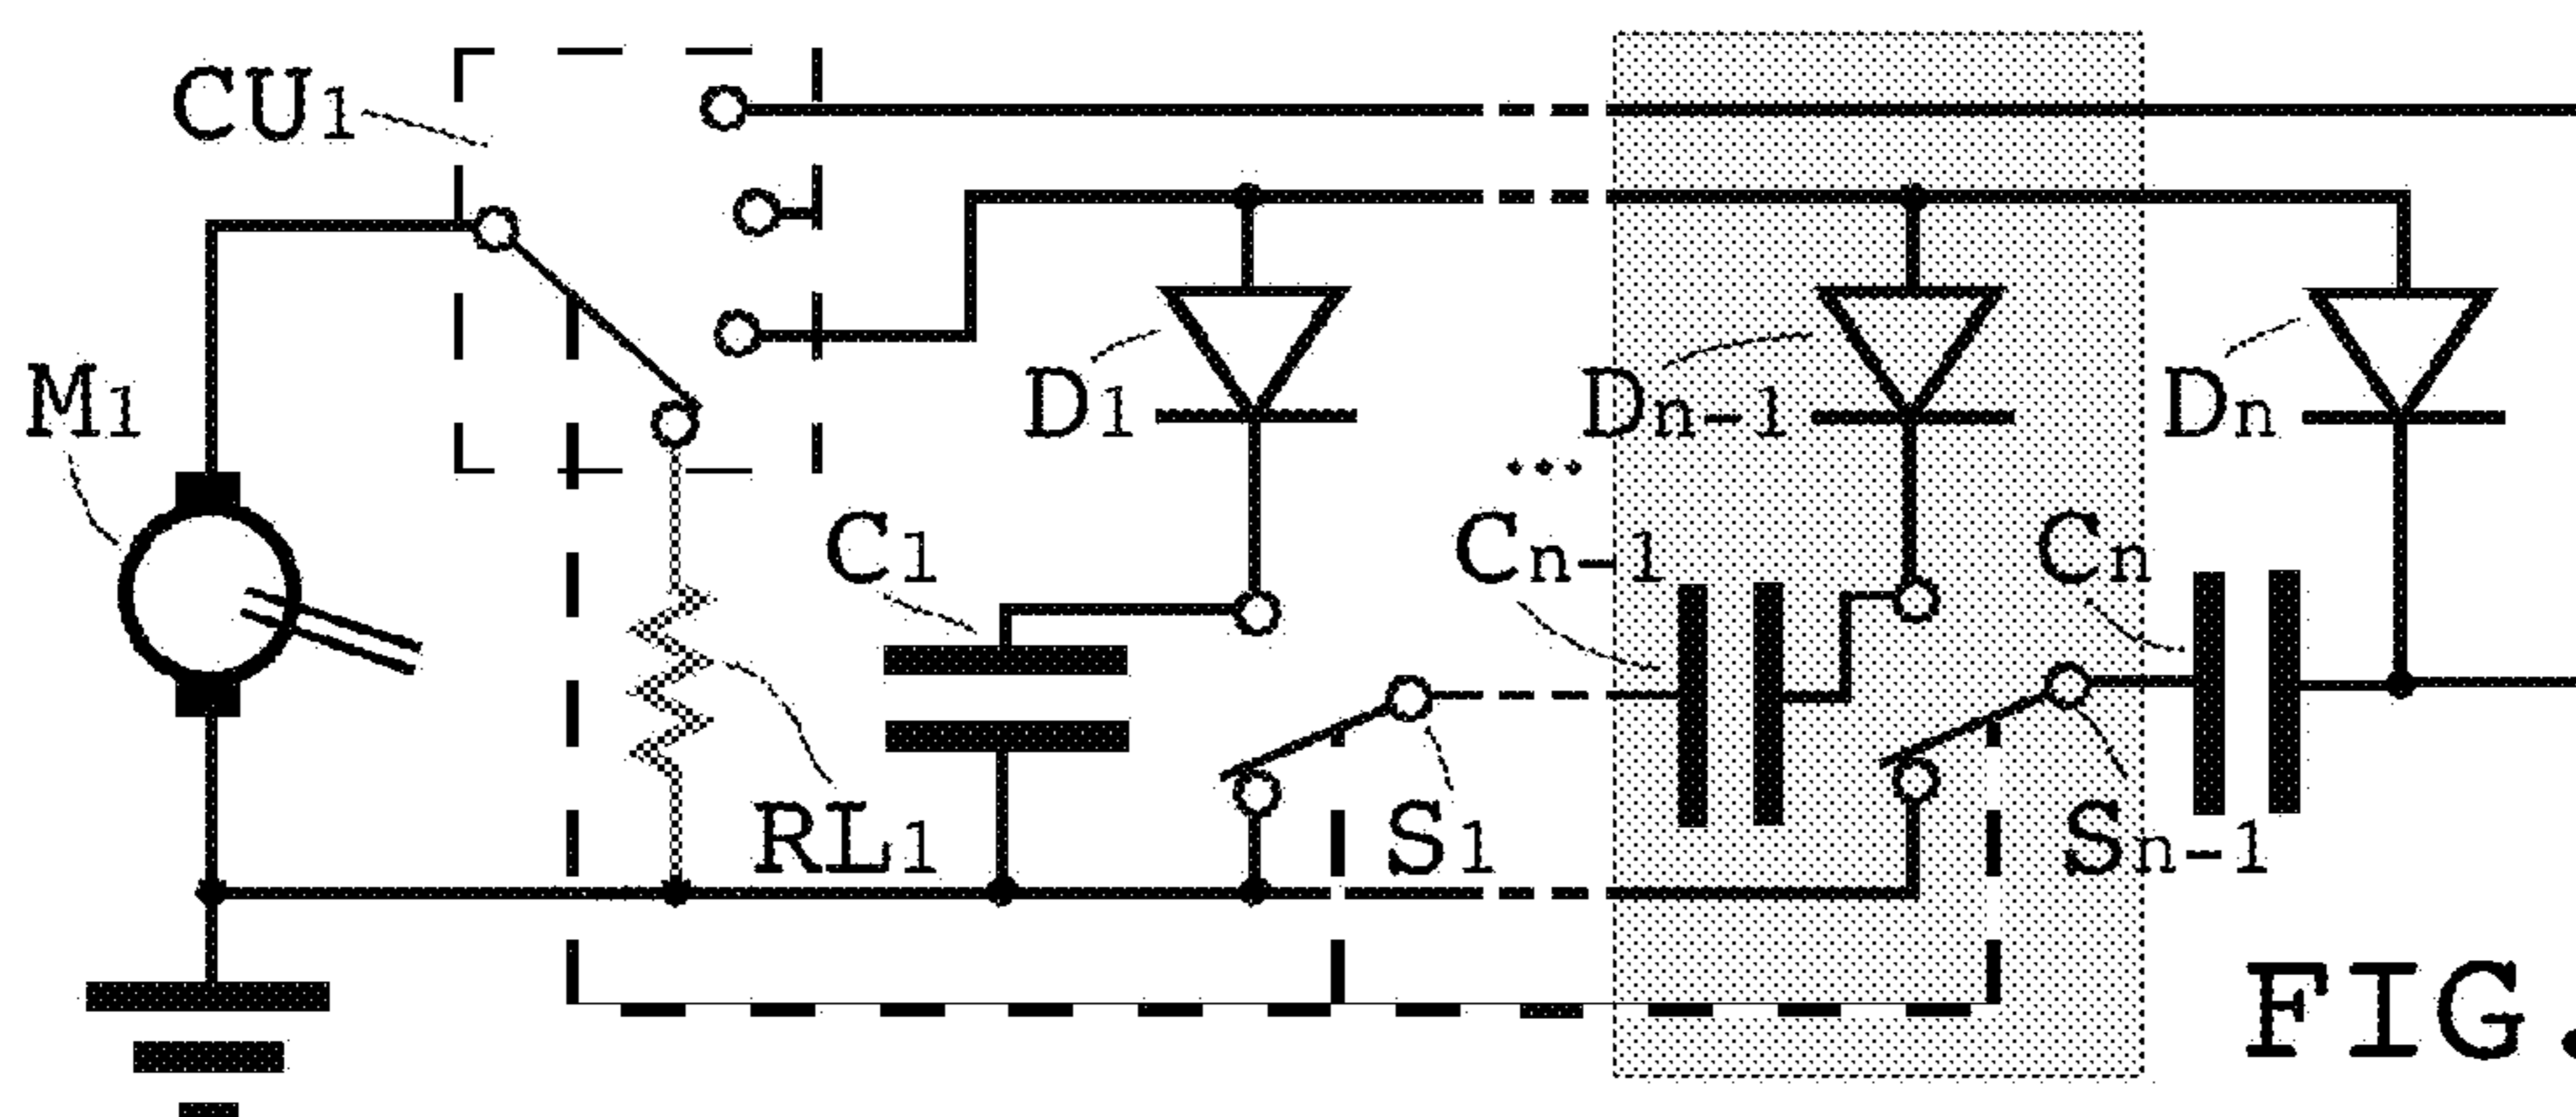 CU1
M1
D1
Dn-1
Dn
...
C1
Cn-1
Cn
RL1
S1
Sn-1
FIG.